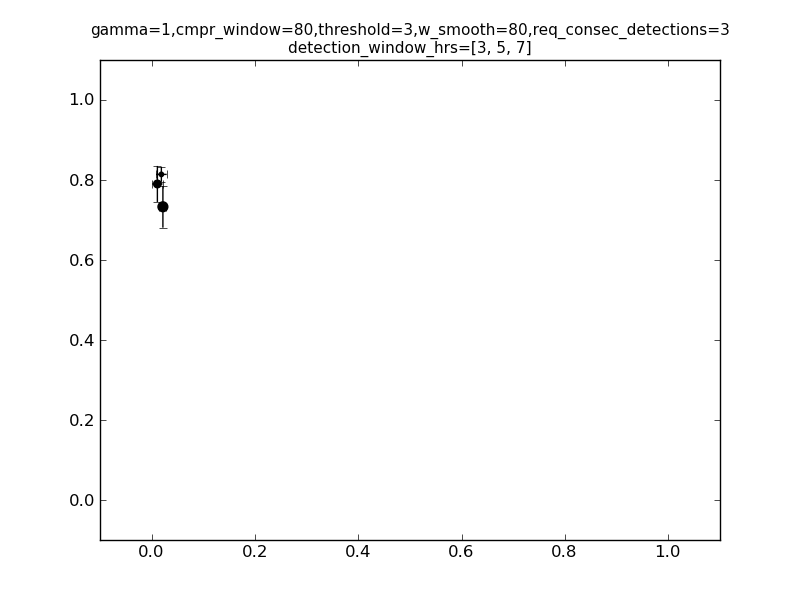 gamma=1,cmpr_window=80,threshold=3,w_smooth=80,req_consec_detections=3
detection_window_hrs=[3, 5, 7]
1.0
0.8
0.6
0.4
0.2
0.0
0.0 0.2 0.4 0.6 0.8 1.0